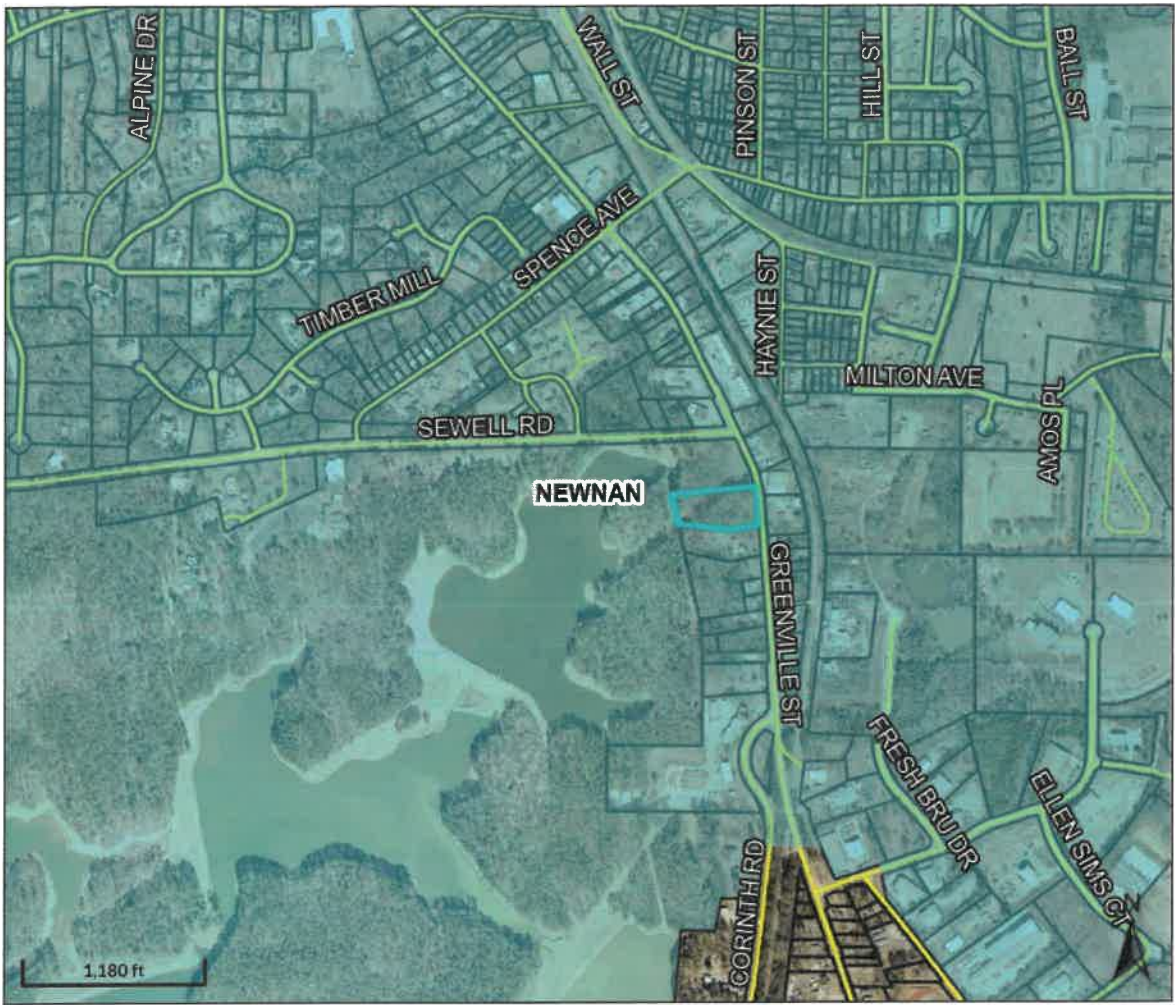 ALPINE DR
WALL ST
PINSON ST
HILL ST
BALL ST
SPENCE AVE
TIMBER MILL
HAYNIE ST
MILTON AVE
AMOS PL
SEWELL RD
NEWNAN
GREENVILLE ST
FRESH BRU DR
ELLEN SIMS CT
CORINTH RD
N
1,180 ft